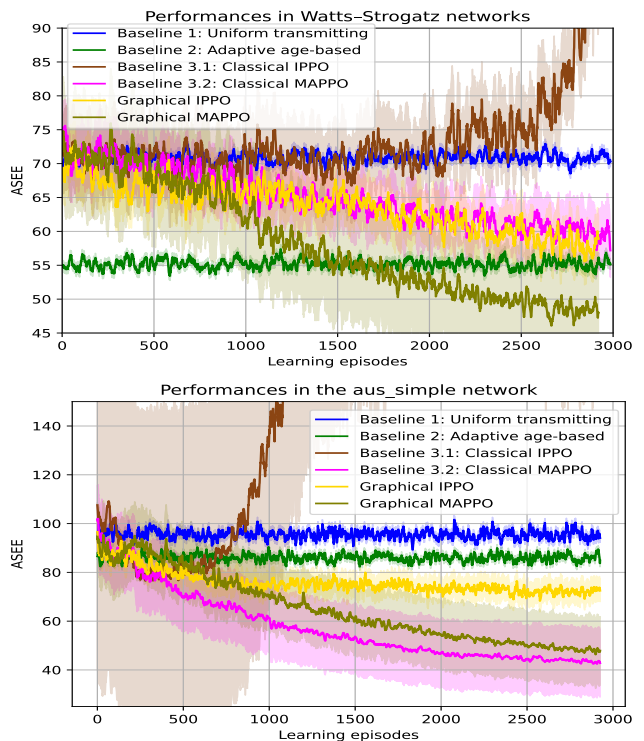 Performances in Watts–Strogatz networks
90
85
80
75
70
65
60
55
50
45
ASEE
Baseline 1: Uniform transmitting
Baseline 2: Adaptive age-based
Baseline 3.1: Classical IPPO
Baseline 3.2: Classical MAPPO
Graphical IPPO
Graphical MAPPO
0 500 1000 1500 2000 2500 3000
Learning episodes
Performances in the aus_simple network
140
120
100
80
60
40
ASEE
Baseline 1: Uniform transmitting
Baseline 2: Adaptive age-based
Baseline 3.1: Classical IPPO
Baseline 3.2: Classical MAPPO
Graphical IPPO
Graphical MAPPO
0 500 1000 1500 2000 2500 3000
Learning episodes